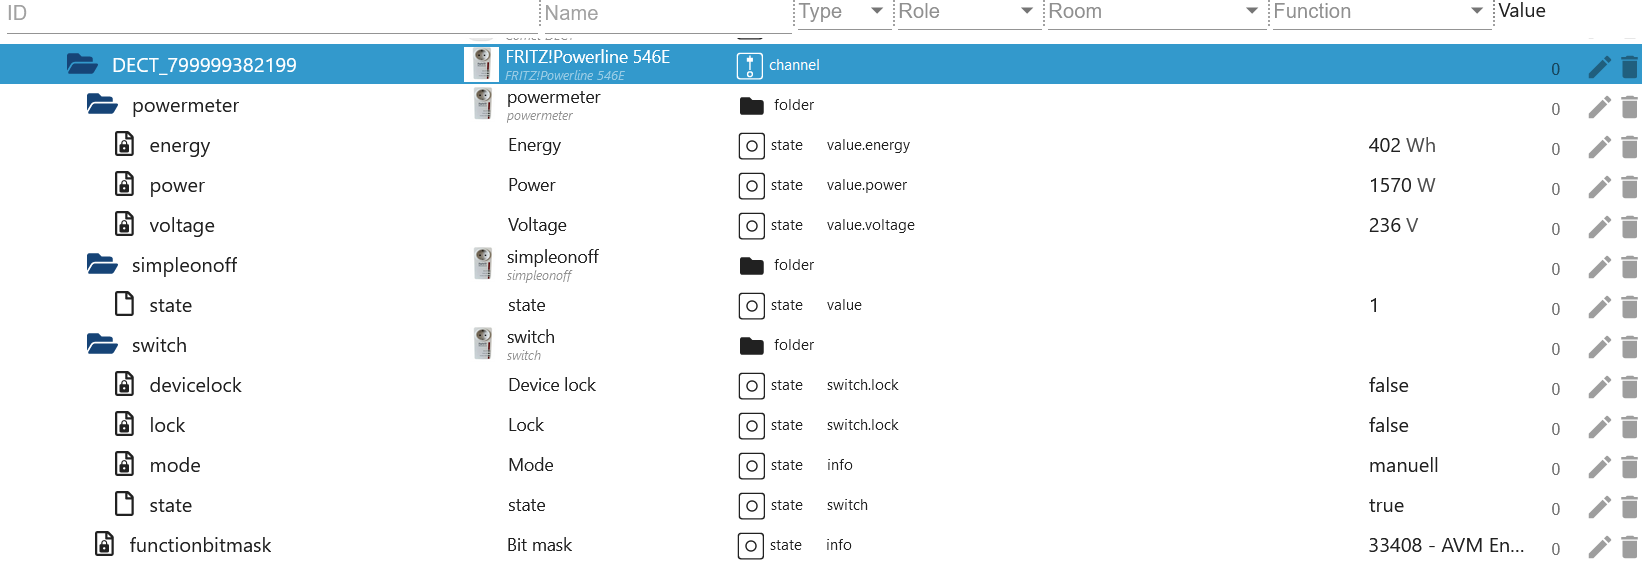 ID Name Type Role Room Function Value
DECT_799999382199 FRITZ!Powerline 546E channel 0
FRITZ!Powerline 546E
powermeter powermeter folder 0
powermeter
energy Energy state value.energy 402 Wh 0
power Power state value.power 1570 W 0
voltage Voltage state value.voltage 236 V 0
simpleonoff simpleonoff folder 0
simpleonoff
state state state value 1 0
switch switch folder 0
switch
devicelock Device lock state switch.lock false 0
lock Lock state switch.lock false 0
mode Mode state info manuell 0
state state state switch true 0
functionbitmask Bit mask state info 33408 - AVM En... 0